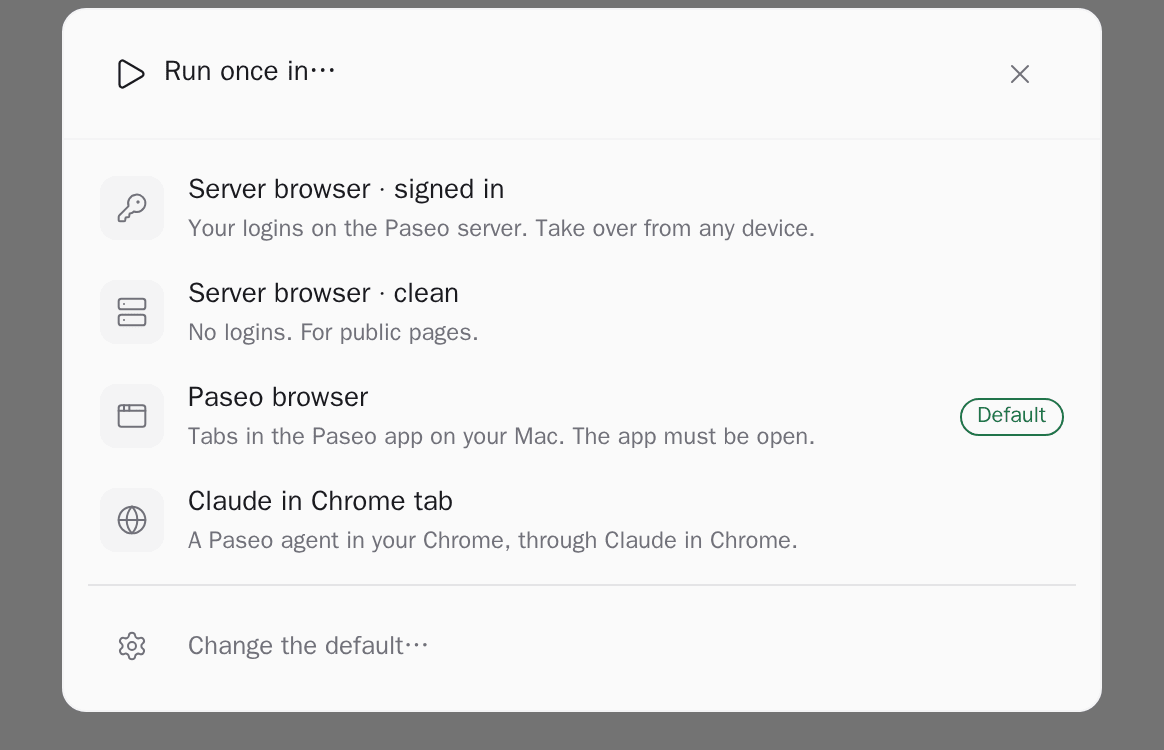 Run once in⋯
Server browser · signed in
Your logins on the Paseo server. Take over from any device.
Server browser · clean
No logins. For public pages.
Paseo browser
Tabs in the Paseo app on your Mac. The app must be open.
Default
Claude in Chrome tab
A Paseo agent in your Chrome, through Claude in Chrome.
Change the default⋯